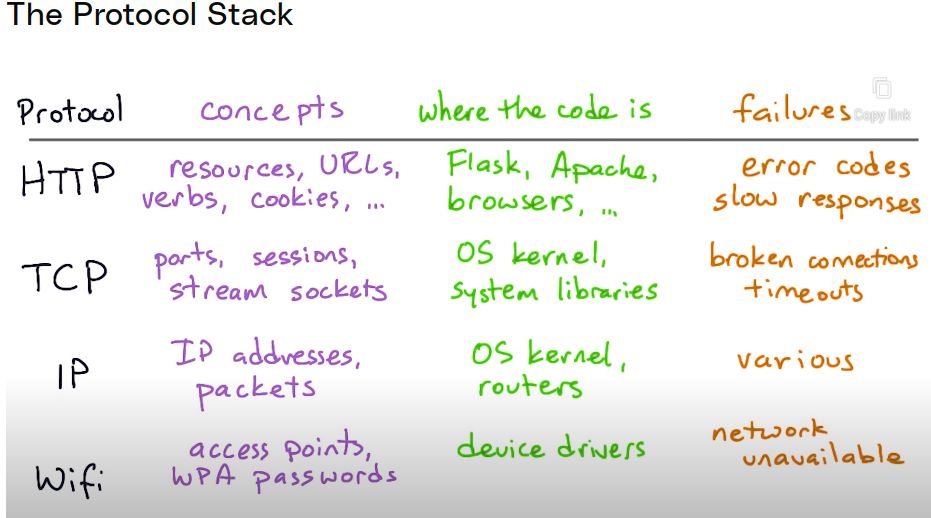 The Protocol Stack
Protocol concepts where the code is failures
Copy link
HTTP resources, URLs, Flask, Apache, error codes
verbs, cookies, ... browsers, ... slow responses
TCP ports, sessions, OS kernel, broken connections
stream sockets system libraries timeouts
IP IP addresses, OS kernel, various
packets routers
access points, device drivers network
Wifi WPA passwords unavailable